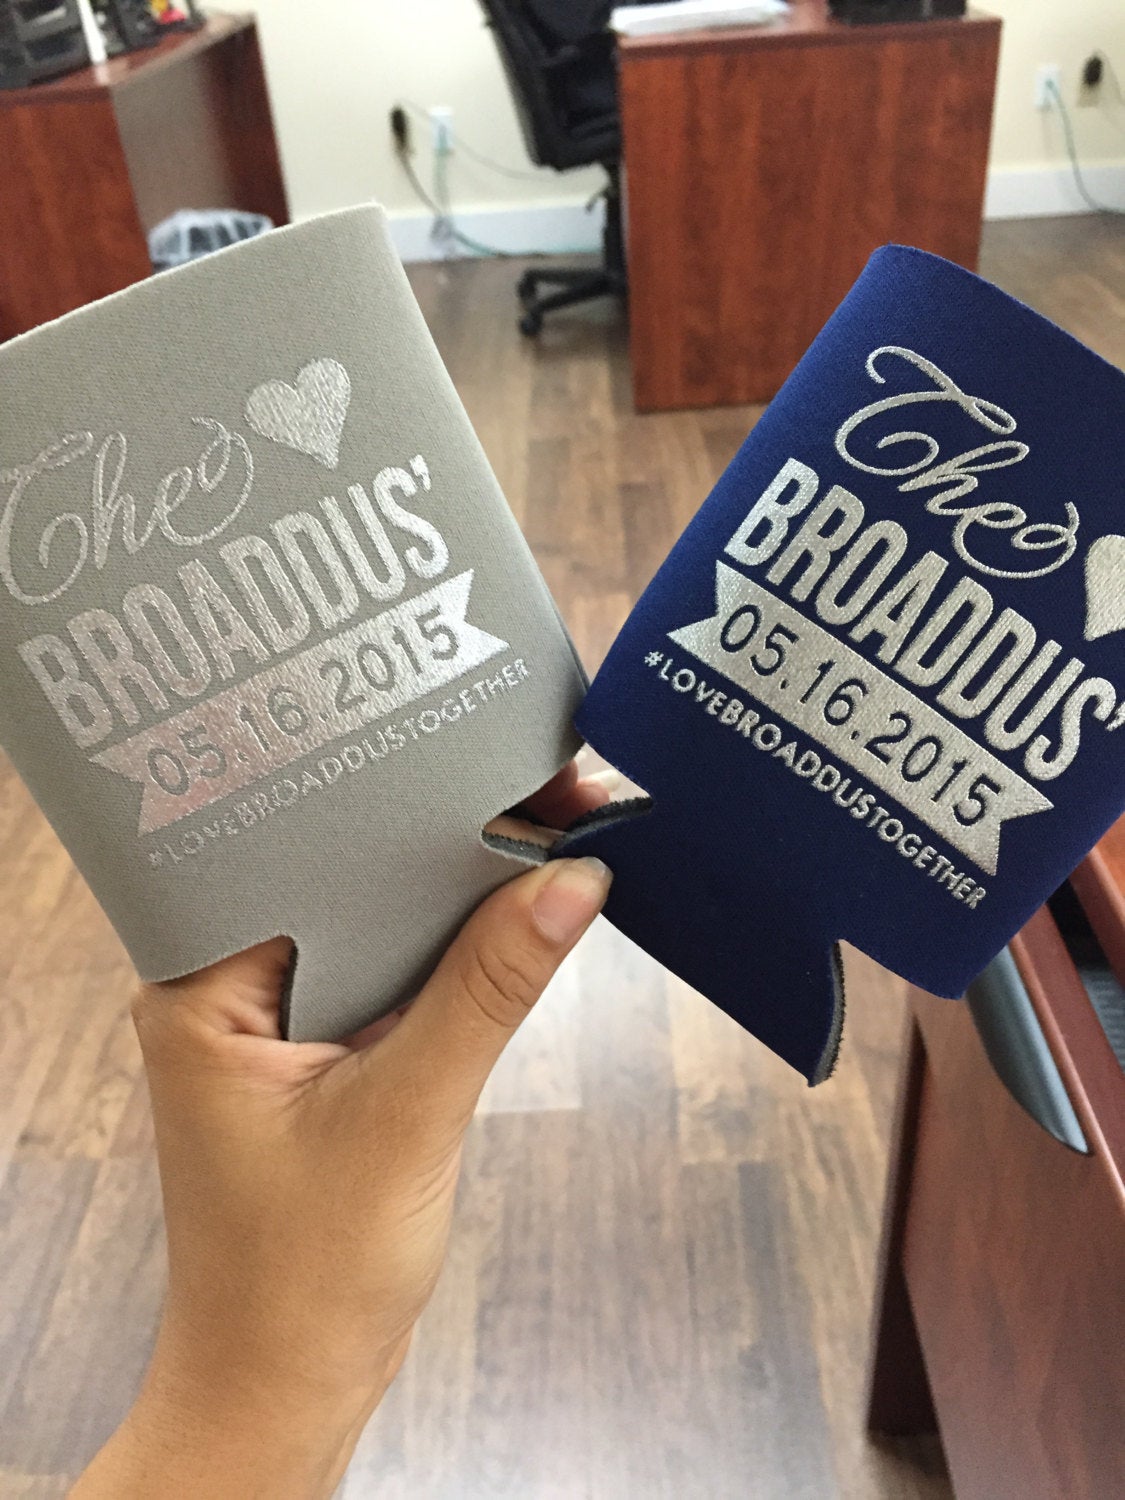 The
BROADDUS'
05.16.2015
#LOVEBROADDUSTOGETHER
The
BROADDUS'
05.16.2015
#LOVEBROADDUSTOGETHER